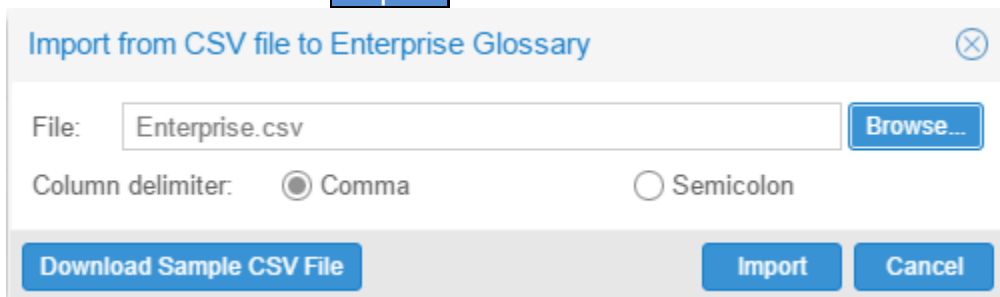 Import from CSV file to Enterprise Glossary
File: Enterprise.csv Browse...
Column delimiter: Comma Semicolon
Download Sample CSV File Import Cancel